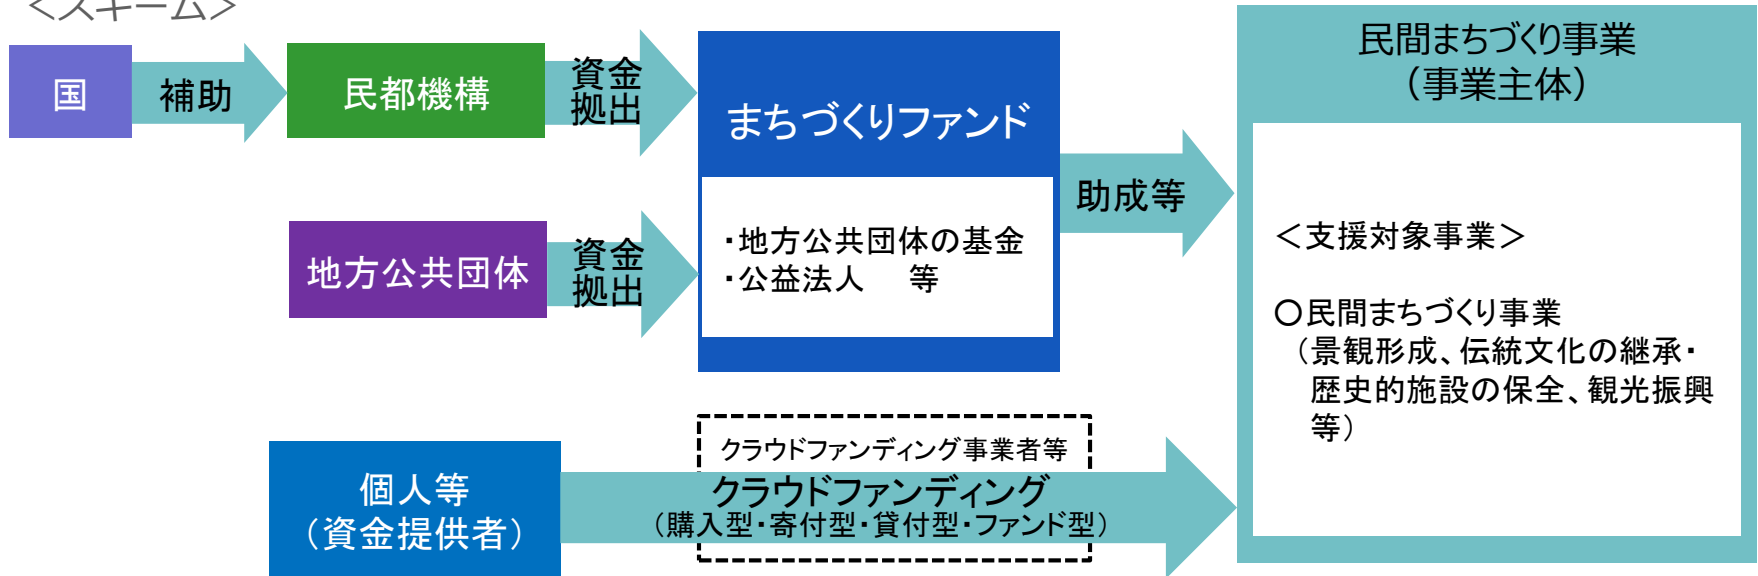 ＜スキーム＞
国
補助
民都機構
資金
拠出
まちづくりファンド
・地方公共団体の基金
・公益法人　等
地方公共団体
資金
拠出
助成等
民間まちづくり事業
（事業主体）
＜支援対象事業＞
○民間まちづくり事業
（景観形成、伝統文化の継承・
歴史的施設の保全、観光振興
等）
個人等
（資金提供者）
クラウドファンディング事業者等
クラウドファンディング
（購入型・寄付型・貸付型・ファンド型）